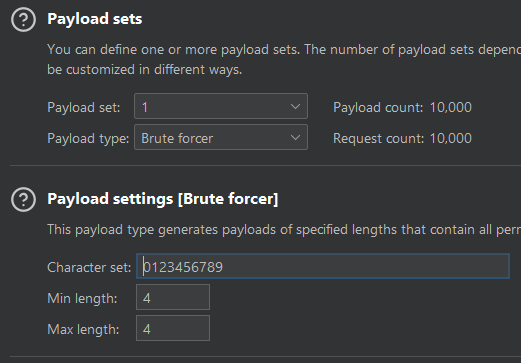 Payload sets
You can define one or more payload sets. The number of payload sets
be customized in different ways.
Payload set: 1 Payload count: 10,000
Payload type: Brute forcer Request count: 10,000
Payload settings [Brute forcer]
This payload type generates payloads of specified lengths that contain all
Character set: 0123456789
Min length: 4
Max length: 4